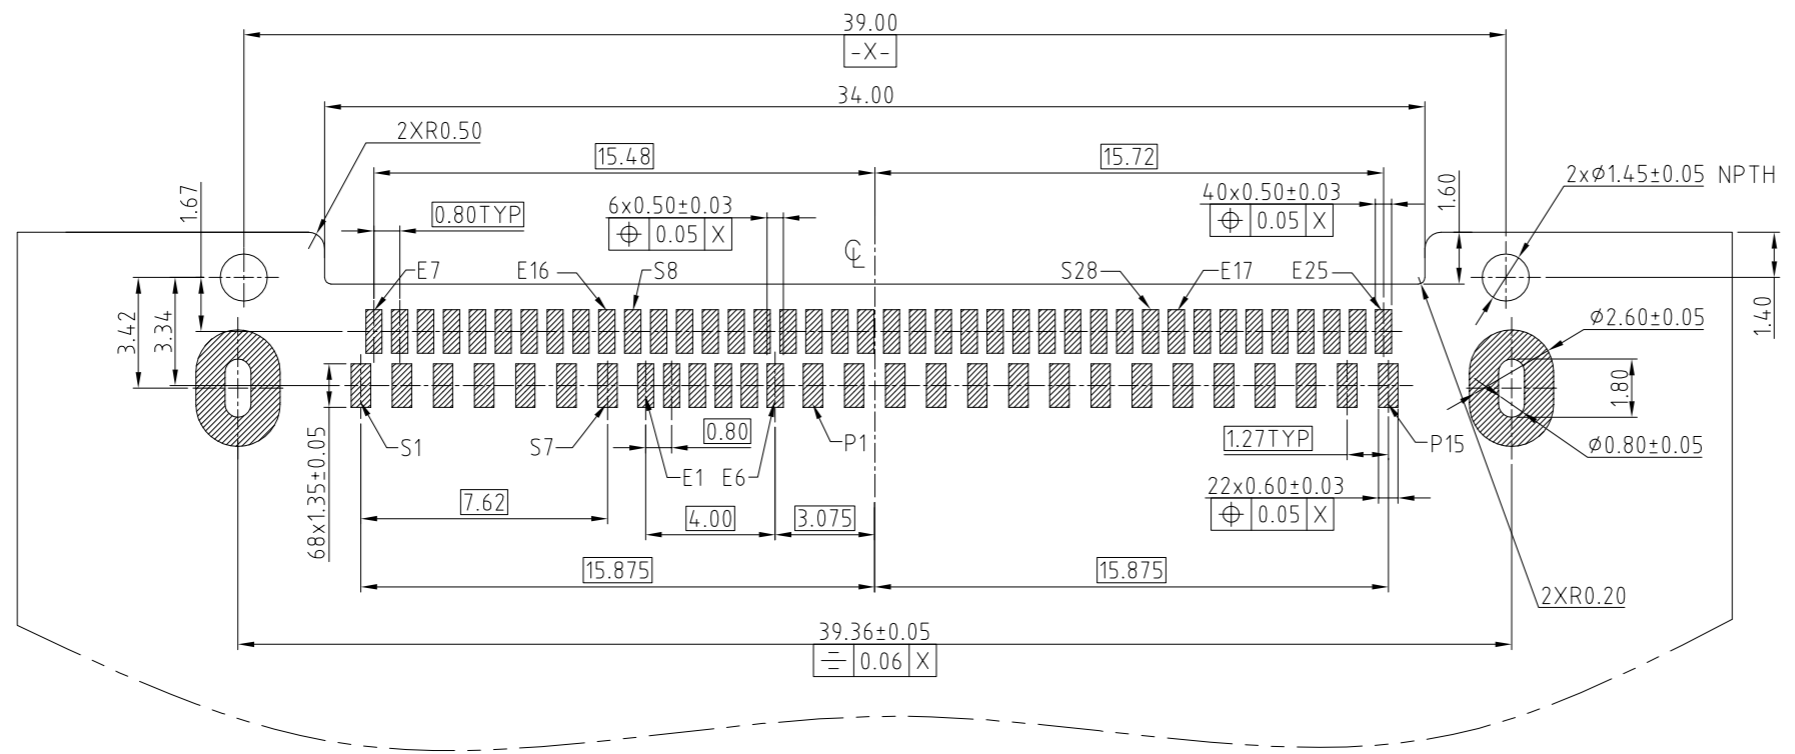 39.00
-X-
34.00
2XR0.50
15.48
15.72
2xϕ1.45±0.05 NPTH
1.67
0.80TYP
6x0.50±0.03
⌖ 0.05 X
40x0.50±0.03
⌖ 0.05 X
1.60
℄
E7
E16
S8
S28
E17
E25
1.40
3.42
3.34
ϕ2.60±0.05
1.80
S1
S7
0.80
P1
1.27TYP
P15
ϕ0.80±0.05
E1
E6
68x1.35±0.05
7.62
4.00
3.075
22x0.60±0.03
⌖ 0.05 X
15.875
15.875
2XR0.20
39.36±0.05
⌯ 0.06 X